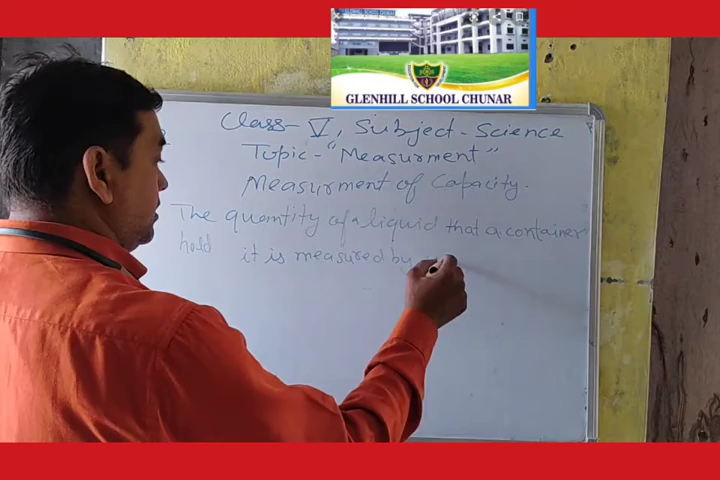 GLENHILL SCHOOL CHUNAR
Class - V, Subject - Science
Topic - "Measurment"
Measurment of Capacity.
The quantity of a liquid that a container
hold it is measured by